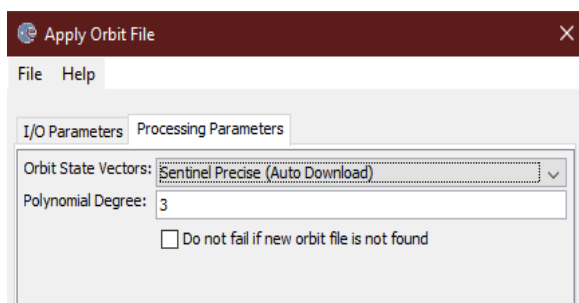 Apply Orbit File
File Help
I/O Parameters Processing Parameters
Orbit State Vectors: Sentinel Precise (Auto Download)
Polynomial Degree: 3
Do not fail if new orbit file is not found